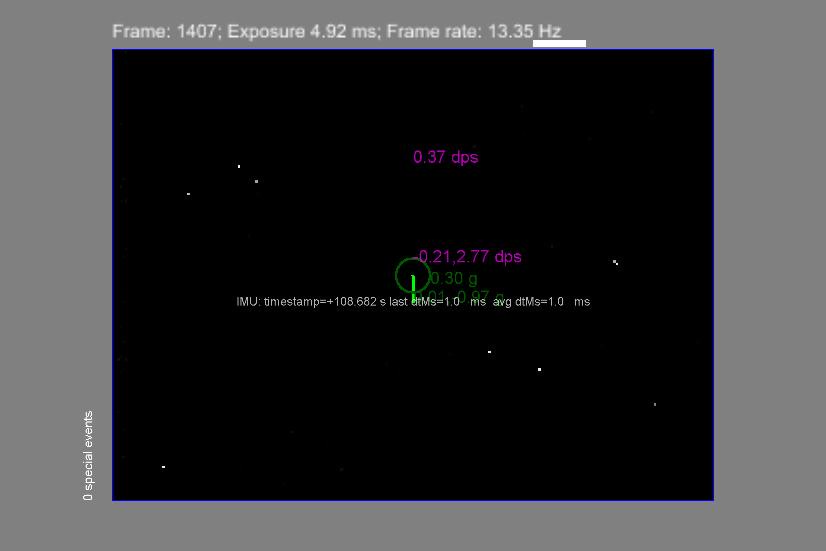 Frame: 1407; Exposure 4.92 ms; Frame rate: 13.35 Hz
0.37 dps
-0.21,2.77 dps
0.30 g
0.97 g
IMU: timestamp=+108.682 s last dtMs=1.0 ms avg dtMs=1.0 ms
0 special events